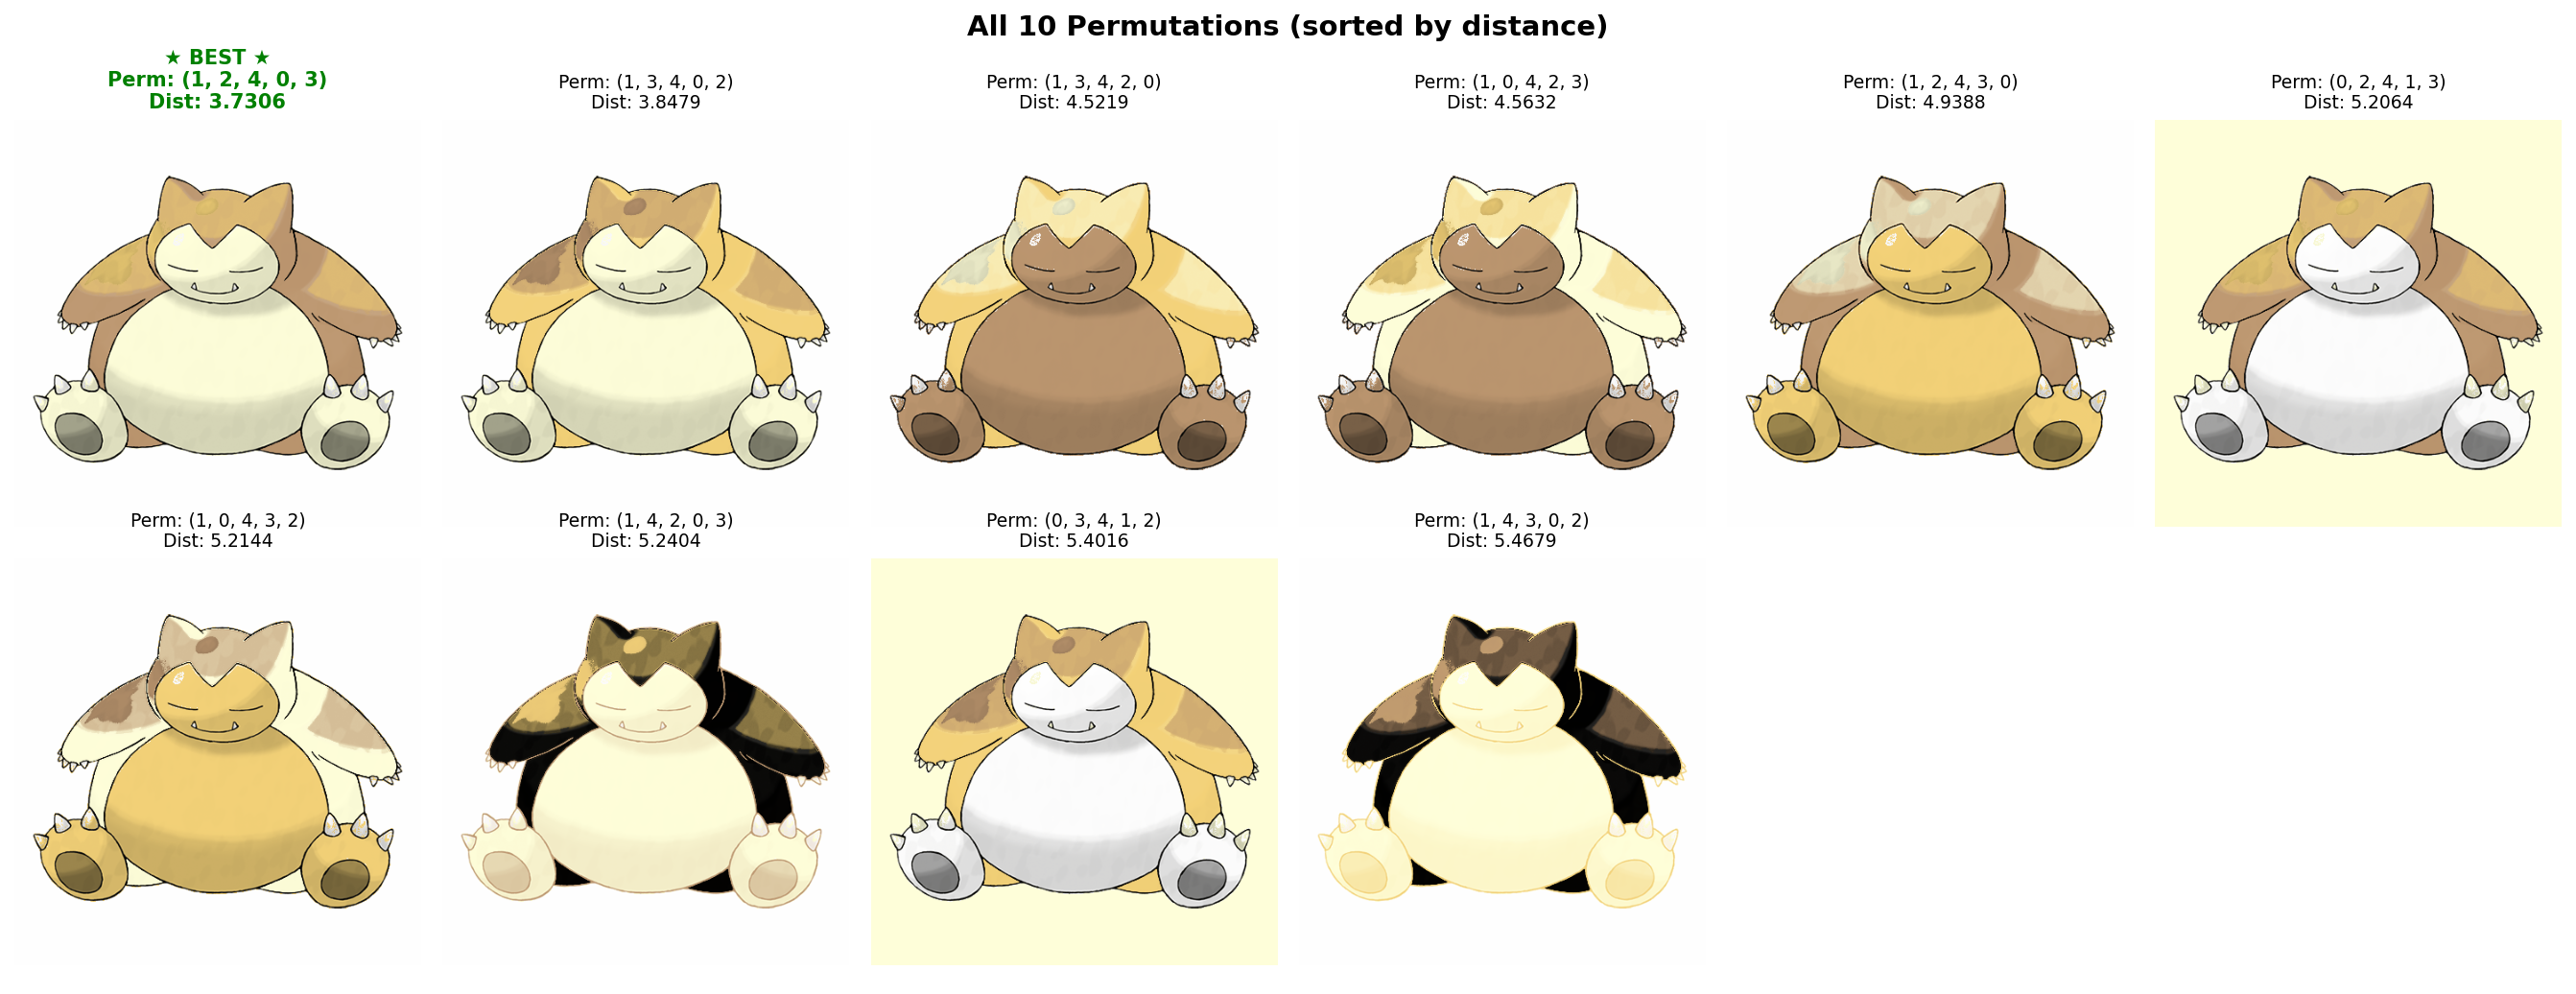 All 10 Permutations (sorted by distance)
★ BEST ★
Perm: (1, 2, 4, 0, 3)
Dist: 3.7306
Perm: (1, 3, 4, 0, 2)
Dist: 3.8479
Perm: (1, 3, 4, 2, 0)
Dist: 4.5219
Perm: (1, 0, 4, 2, 3)
Dist: 4.5632
Perm: (1, 2, 4, 3, 0)
Dist: 4.9388
Perm: (0, 2, 4, 1, 3)
Dist: 5.2064
Perm: (1, 0, 4, 3, 2)
Dist: 5.2144
Perm: (1, 4, 2, 0, 3)
Dist: 5.2404
Perm: (0, 3, 4, 1, 2)
Dist: 5.4016
Perm: (1, 4, 3, 0, 2)
Dist: 5.4679